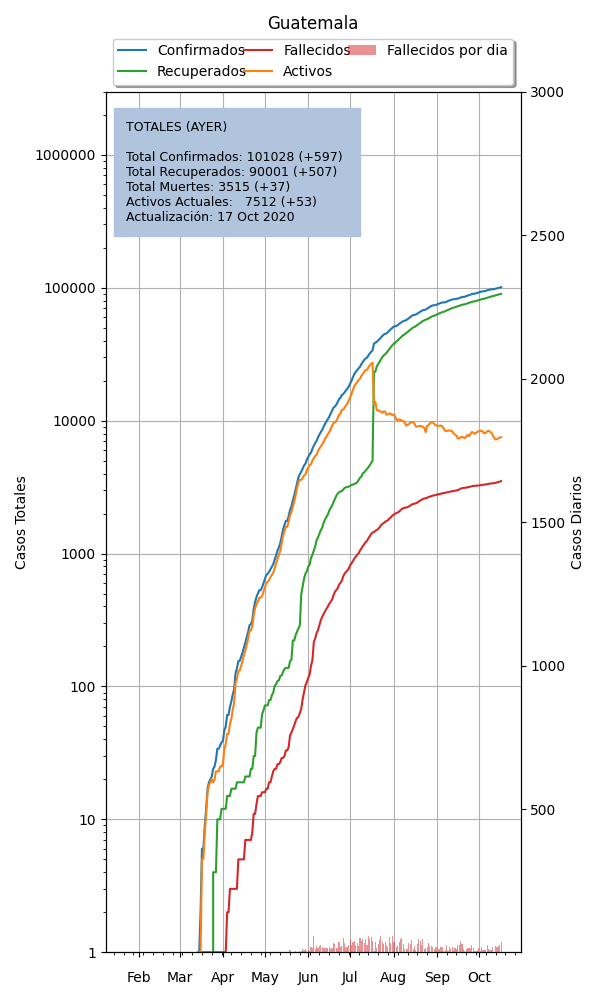 Guatemala
Confirmados
Recuperados
Fallecidos
Activos
Fallecidos por dia
TOTALES (AYER)
Total Confirmados: 101028 (+597)
Total Recuperados: 90001 (+507)
Total Muertes: 3515 (+37)
Activos Actuales:   7512 (+53)
Actualización: 17 Oct 2020
Casos Totales
1000000
100000
10000
1000
100
10
1
Casos Diarios
3000
2500
2000
1500
1000
500
Feb Mar Apr May Jun Jul Aug Sep Oct